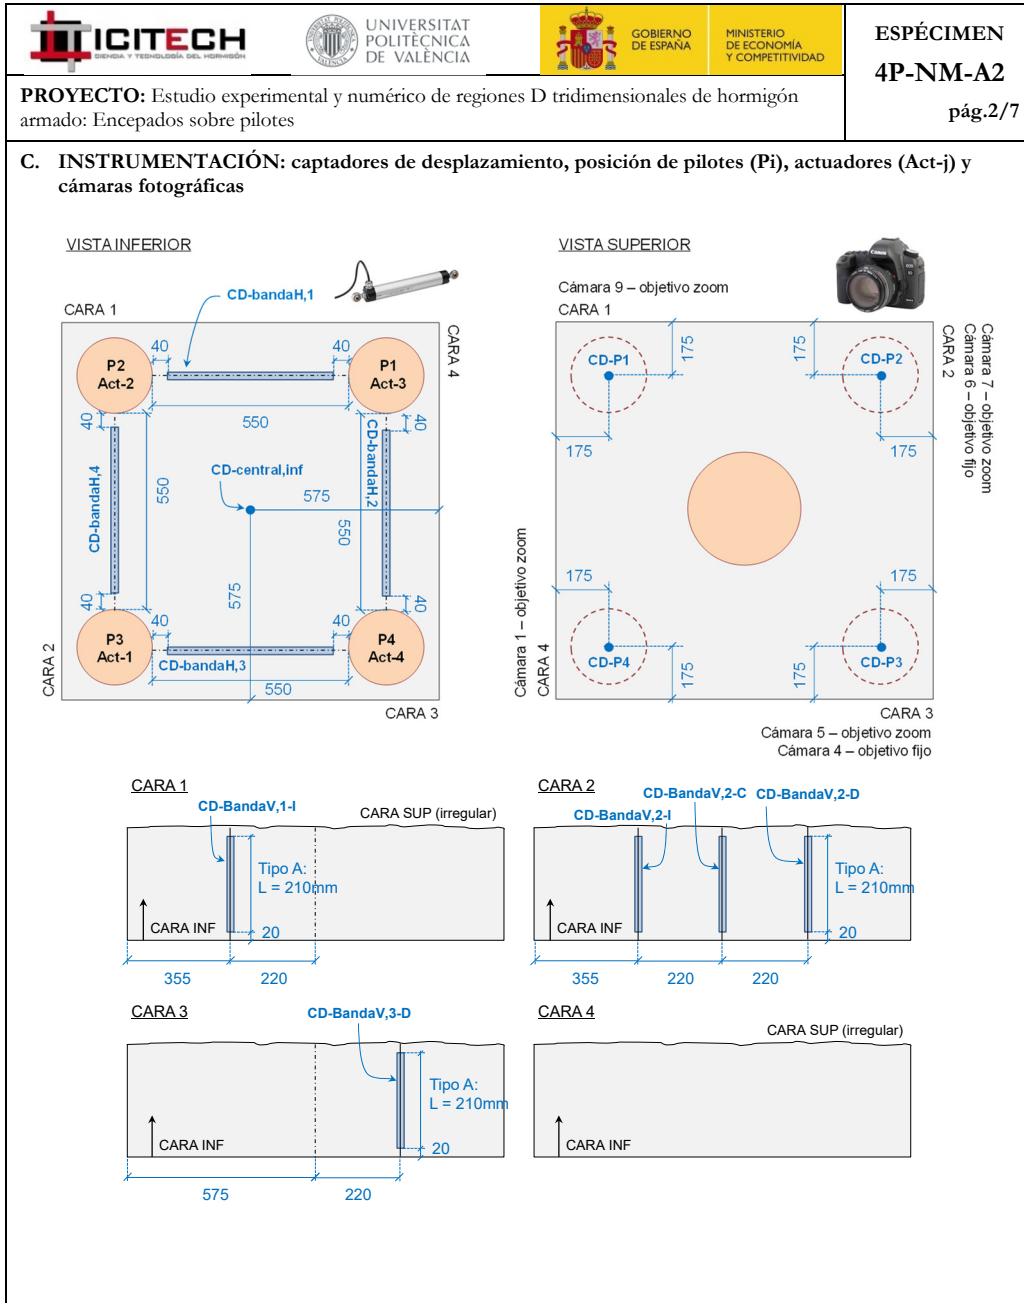 ICITECH
CIENCIA Y TECNOLOGÍA DEL HORMIGÓN
UNIVERSITAT
POLITÈCNICA
DE VALÈNCIA
GOBIERNO
DE ESPAÑA
MINISTERIO
DE ECONOMÍA
Y COMPETITIVIDAD
ESPÉCIMEN
4P-NM-A2
pág.2/7
PROYECTO: Estudio experimental y numérico de regiones D tridimensionales de hormigón
armado: Encepados sobre pilotes
C. INSTRUMENTACIÓN: captadores de desplazamiento, posición de pilotes (Pi), actuadores (Act-j) y
cámaras fotográficas
VISTA INFERIOR
CD-bandaH,1
CARA 1
CARA 4
P2
Act-2
40
40
P1
Act-3
550
40
40
CD-bandaH,4
550
CD-central,inf
575
CD-bandaH,2
550
575
40
40
P3
Act-1
40
40
P4
Act-4
CD-bandaH,3
550
CARA 2
CARA 3
VISTA SUPERIOR
Cámara 9 – objetivo zoom
CARA 1
CD-P1
175
175
CD-P2
175
175
CARA 2
Cámara 6 – objetivo fijo
Cámara 7 – objetivo zoom
Cámara 1 – objetivo zoom
CARA 4
175
175
CD-P4
175
175
CD-P3
CARA 3
Cámara 5 – objetivo zoom
Cámara 4 – objetivo fijo
CARA 1
CD-BandaV,1-I
CARA SUP (irregular)
Tipo A:
L = 210mm
CARA INF
20
355
220
CARA 2
CD-BandaV,2-C
CD-BandaV,2-D
CD-BandaV,2-I
Tipo A:
L = 210mm
CARA INF
20
355
220
220
CARA 3
CD-BandaV,3-D
Tipo A:
L = 210mm
CARA INF
20
575
220
CARA 4
CARA SUP (irregular)
CARA INF